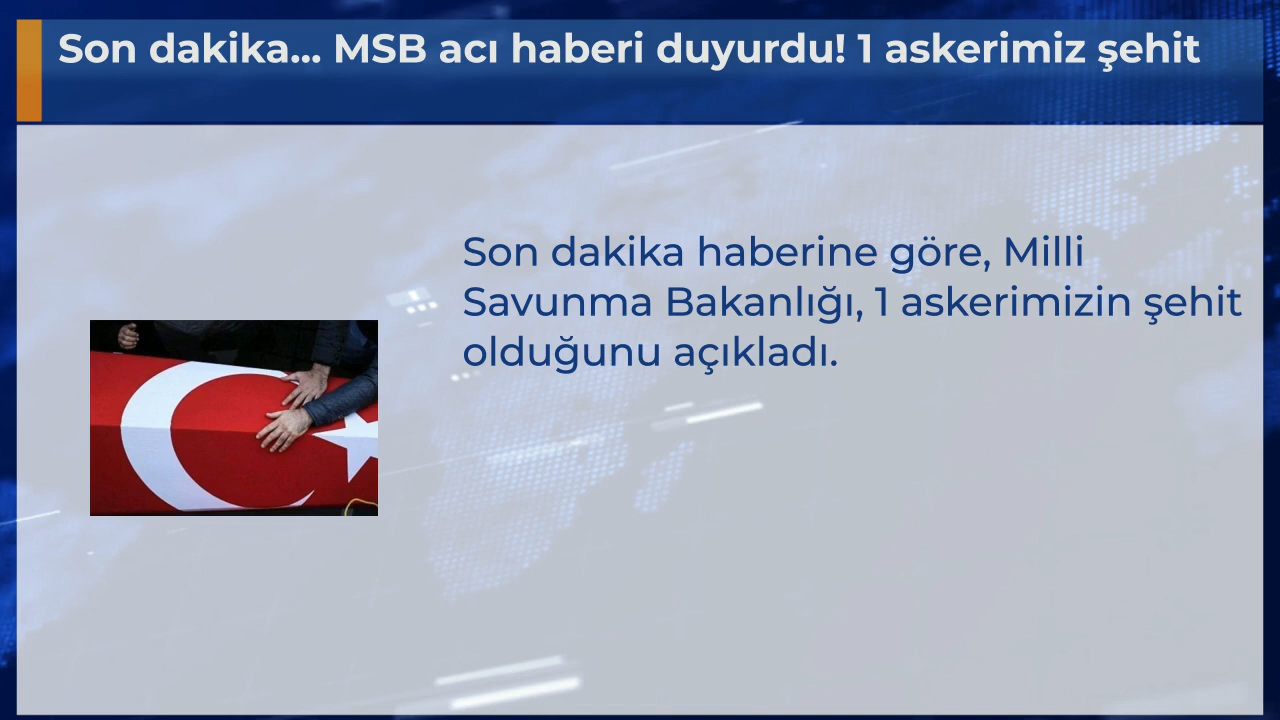 Son dakika... MSB acı haberi duyurdu! 1 askerimiz şehit
Son dakika haberine göre, Milli
Savunma Bakanlığı, 1 askerimizin şehit
olduğunu açıkladı.